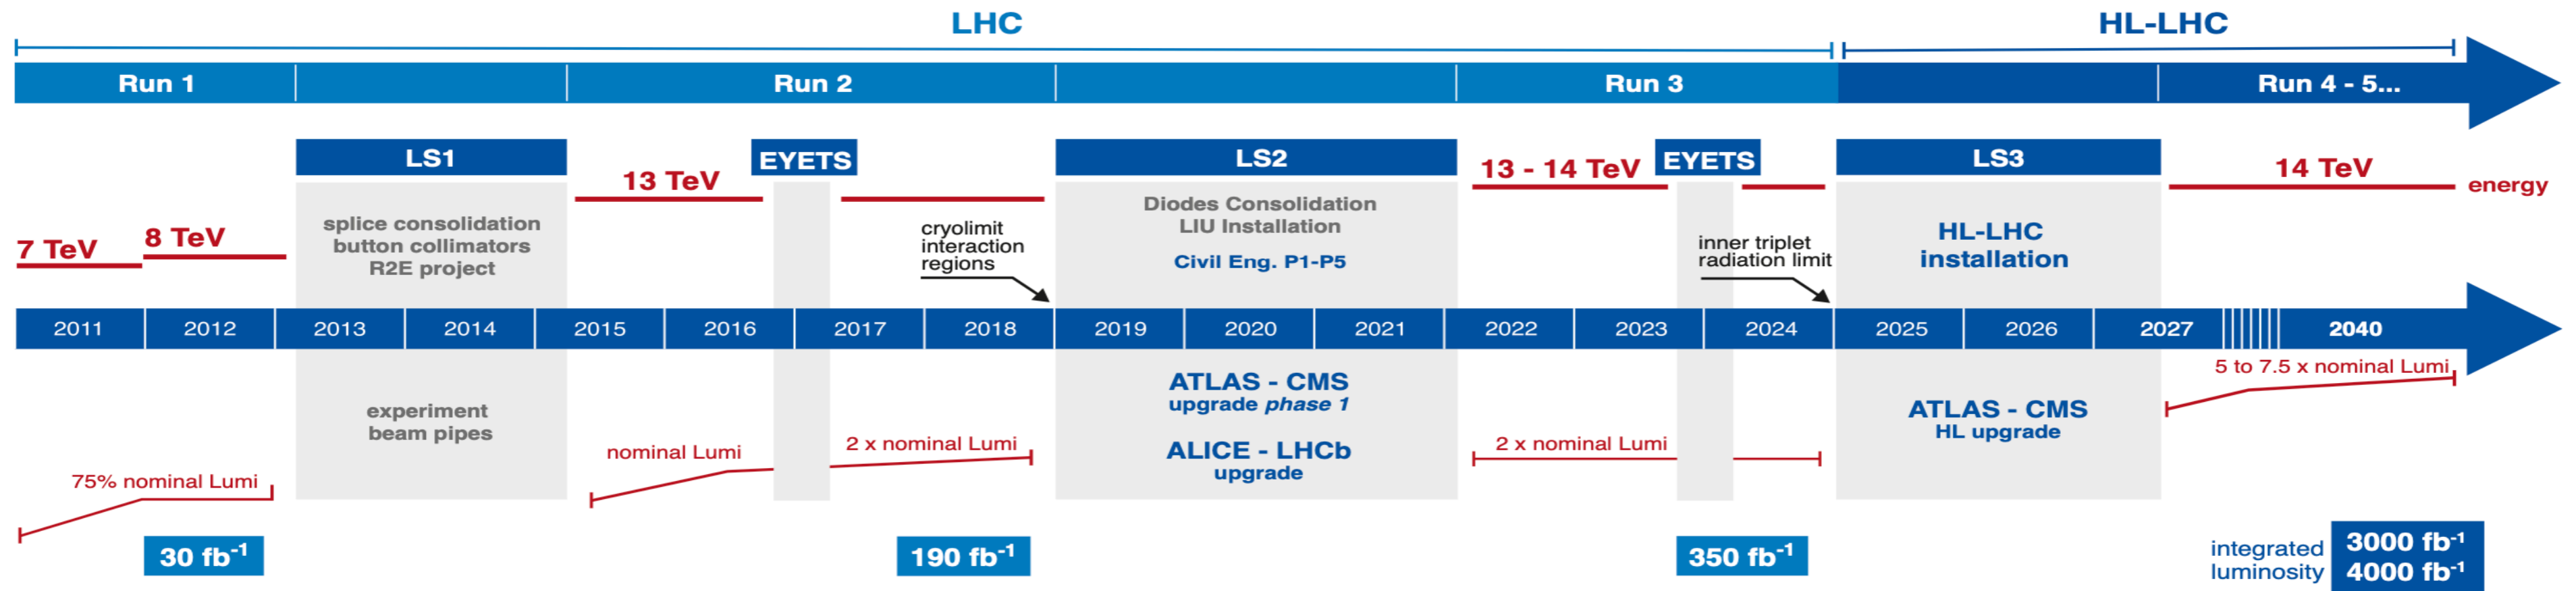 LHC
HL-LHC
Run 1
Run 2
Run 3
Run 4 - 5...
LS1
EYETS
LS2
EYETS
LS3
7 TeV
8 TeV
13 TeV
13 - 14 TeV
14 TeV
energy
splice consolidation
button collimators
R2E project
cryolimit
interaction
regions
Diodes Consolidation
LIU Installation
Civil Eng. P1-P5
inner triplet
radiation limit
HL-LHC
installation
2011 2012 2013 2014 2015 2016 2017 2018 2019 2020 2021 2022 2023 2024 2025 2026 2027 2040
75% nominal Lumi
experiment
beam pipes
nominal Lumi
2 x nominal Lumi
ATLAS - CMS
upgrade phase 1
ALICE - LHCb
upgrade
2 x nominal Lumi
ATLAS - CMS
HL upgrade
5 to 7.5 x nominal Lumi
30 fb⁻¹
190 fb⁻¹
350 fb⁻¹
integrated
luminosity
3000 fb⁻¹
4000 fb⁻¹